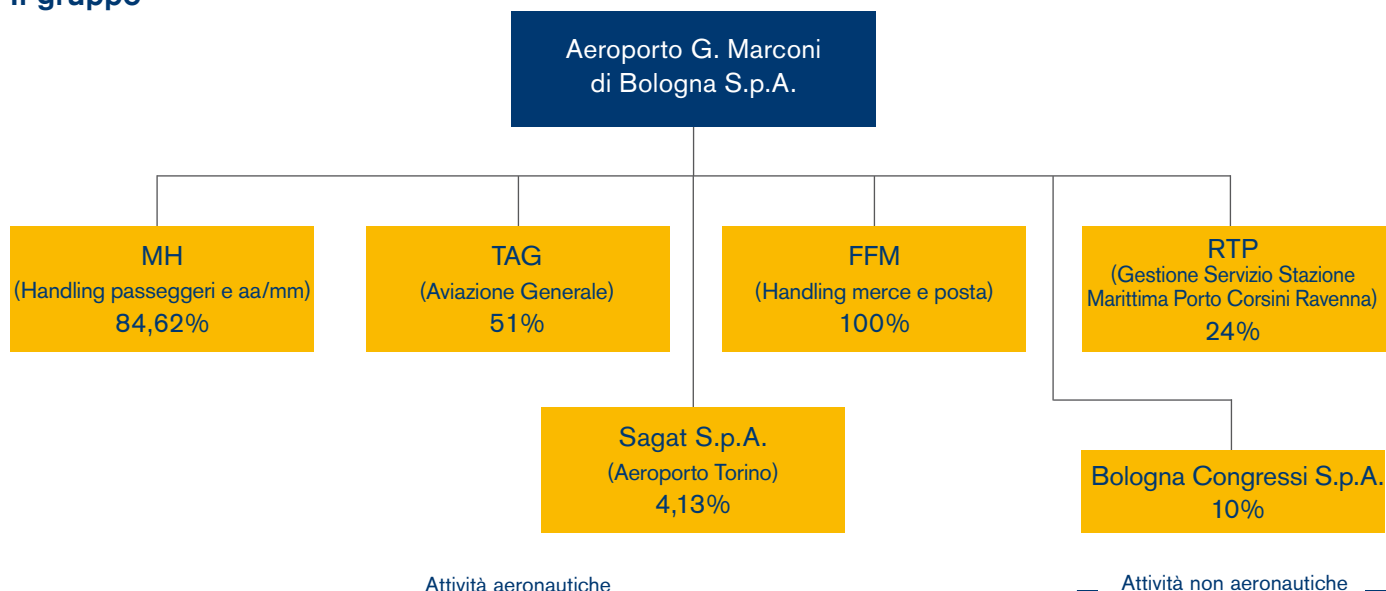 Il gruppo
Aeroporto G. Marconi
di Bologna S.p.A.
MH
(Handling passeggeri e aa/mm)
84,62%
TAG
(Aviazione Generale)
51%
FFM
(Handling merce e posta)
100%
RTP
(Gestione Servizio Stazione
Marittima Porto Corsini Ravenna)
24%
Sagat S.p.A.
(Aeroporto Torino)
4,13%
Bologna Congressi S.p.A.
10%
Attività aeronautiche
Attività non aeronautiche